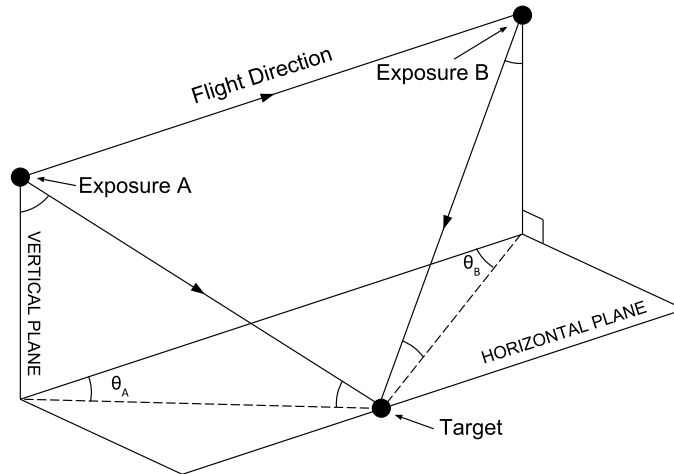 Exposure B
Flight Direction
Exposure A
VERTICAL PLANE
θB
HORIZONTAL PLANE
θA
Target